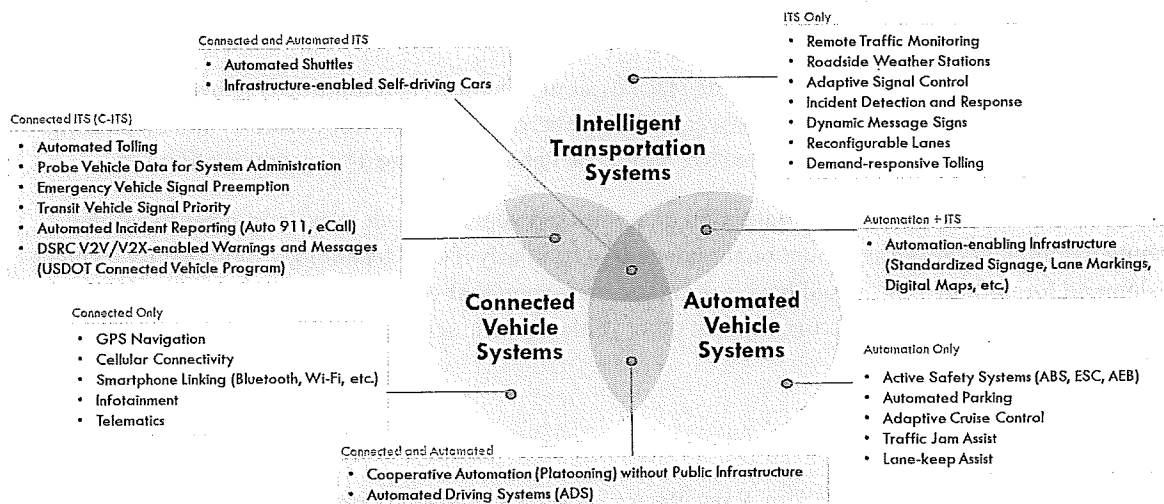 Connected and Automated ITS
• Automated Shuttles
• Infrastructure-enabled Self-driving Cars
ITS Only
• Remote Traffic Monitoring
• Roadside Weather Stations
• Adaptive Signal Control
• Incident Detection and Response
• Dynamic Message Signs
• Reconfigurable Lanes
• Demand-responsive Tolling
Connected ITS (C-ITS)
• Automated Tolling
• Probe Vehicle Data for System Administration
• Emergency Vehicle Signal Preemption
• Transit Vehicle Signal Priority
• Automated Incident Reporting (Auto 911, eCall)
• DSRC V2V/V2X-enabled Warnings and Messages
(USDOT Connected Vehicle Program)
Intelligent
Transportation
Systems
Automation + ITS
• Automation-enabling Infrastructure
(Standardized Signage, Lane Markings,
Digital Maps, etc.)
Connected
Vehicle
Systems
Automated
Vehicle
Systems
Connected Only
• GPS Navigation
• Cellular Connectivity
• Smartphone Linking (Bluetooth, Wi-Fi, etc.)
• Infotainment
• Telematics
Automation Only
• Active Safety Systems (ABS, ESC, AEB)
• Automated Parking
• Adaptive Cruise Control
• Traffic Jam Assist
• Lane-keep Assist
Connected and Automated
• Cooperative Automation (Platooning) without Public Infrastructure
• Automated Driving Systems (ADS)